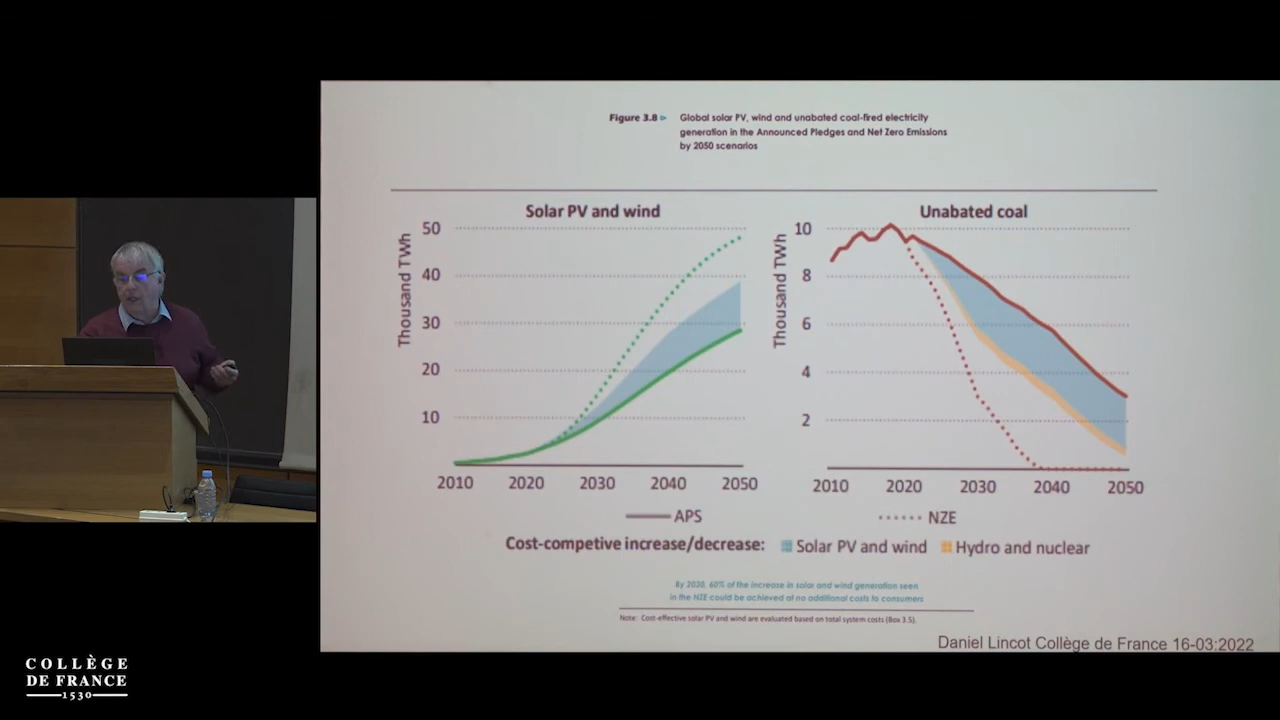 Figure 3.8 ▷ Global solar PV, wind and unabated coal-fired electricity
generation in the Announced Pledges and Net Zero Emissions
by 2050 scenarios
Solar PV and wind
Thousand TWh
50
40
30
20
10
2010 2020 2030 2040 2050
Unabated coal
Thousand TWh
10
8
6
4
2
2010 2020 2030 2040 2050
APS
NZE
Cost-competive increase/decrease: Solar PV and wind Hydro and nuclear
By 2030, 60% of the increase in solar and wind generation seen
in the NZE could be achieved at no additional costs to consumers
Note: Cost-effective solar PV and wind are evaluated based on total system costs (Box 3.5).
Daniel Lincot Collège de France 16-03:2022
COLLÈGE
DE FRANCE
1530